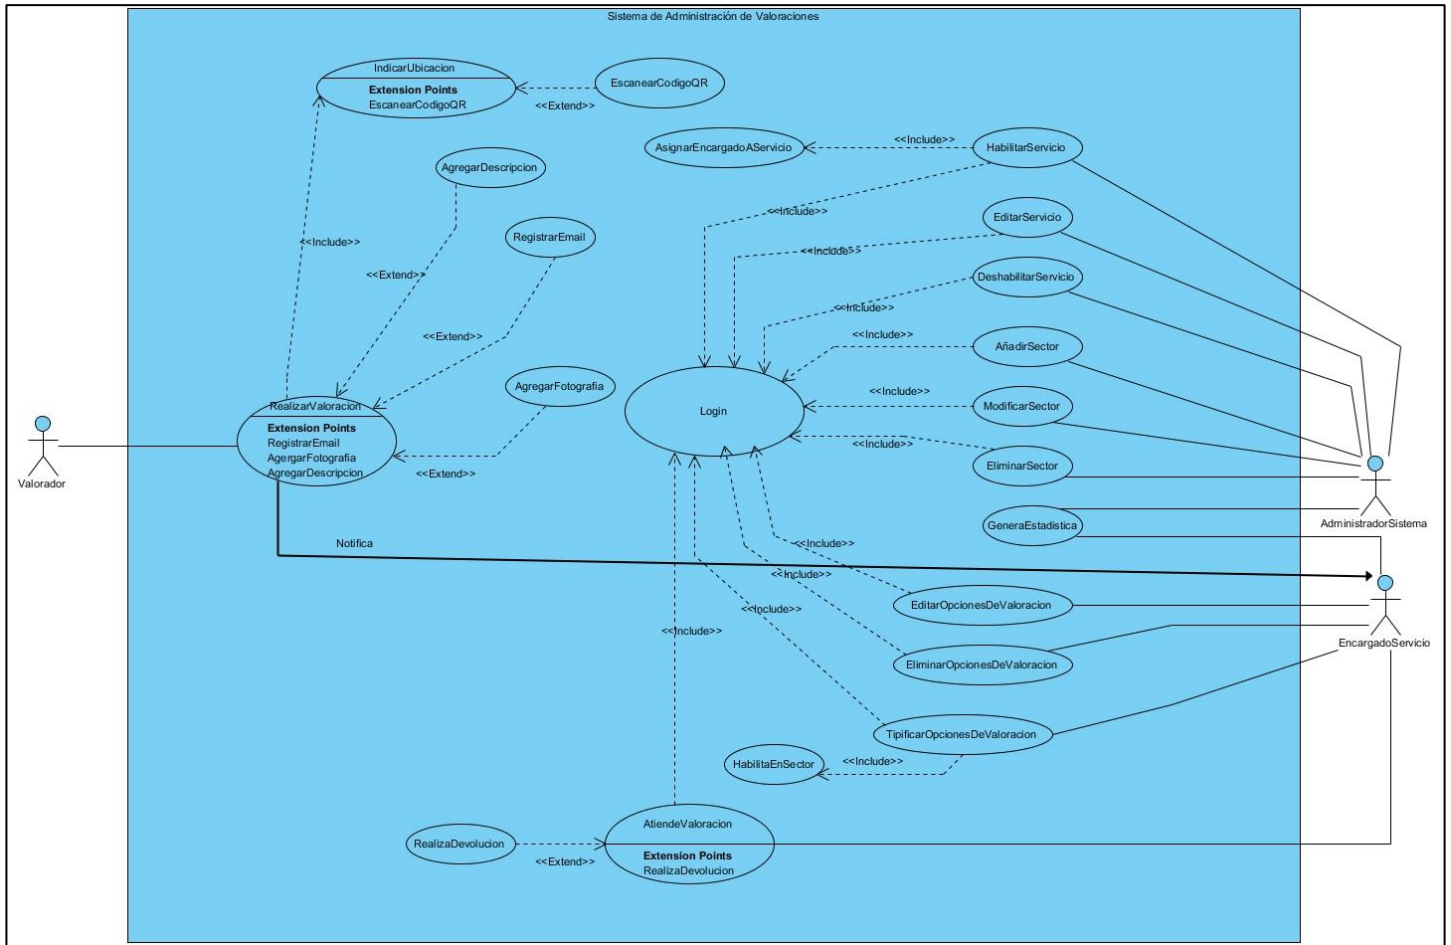 Sistema de Administración de Valoraciones
IndicarUbicacion
Extension Points
EscanearCodigoQR
<<Extend>>
EscanearCodigoQR
AsignarEncargadoAServicio
<<Include>>
HabilitarServicio
AgregarDescripcion
<<Include>>
EditarServicio
RegistrarEmail
<<Include>>
<<Include>>
<<Extend>>
DeshabilitarServicio
<<Include>>
<<Extend>>
<<Include>>
AñadirSector
AgregarFotografia
<<Include>>
ModificarSector
Login
RealizarValoracion
Extension Points
RegistrarEmail
AgergarFotografia
AgregarDescripcion
<<Extend>>
<<Include>>
EliminarSector
Valorador
AdministradorSistema
GeneraEstadistica
Notifica
<<Include>>
<<Include>>
EditarOpcionesDeValoracion
<<Include>>
<<Include>>
EncargadoServicio
EliminarOpcionesDeValoracion
TipificarOpcionesDeValoracion
HabilitaEnSector
<<Include>>
AtiendeValoracion
Extension Points
RealizaDevolucion
RealizaDevolucion
<<Extend>>